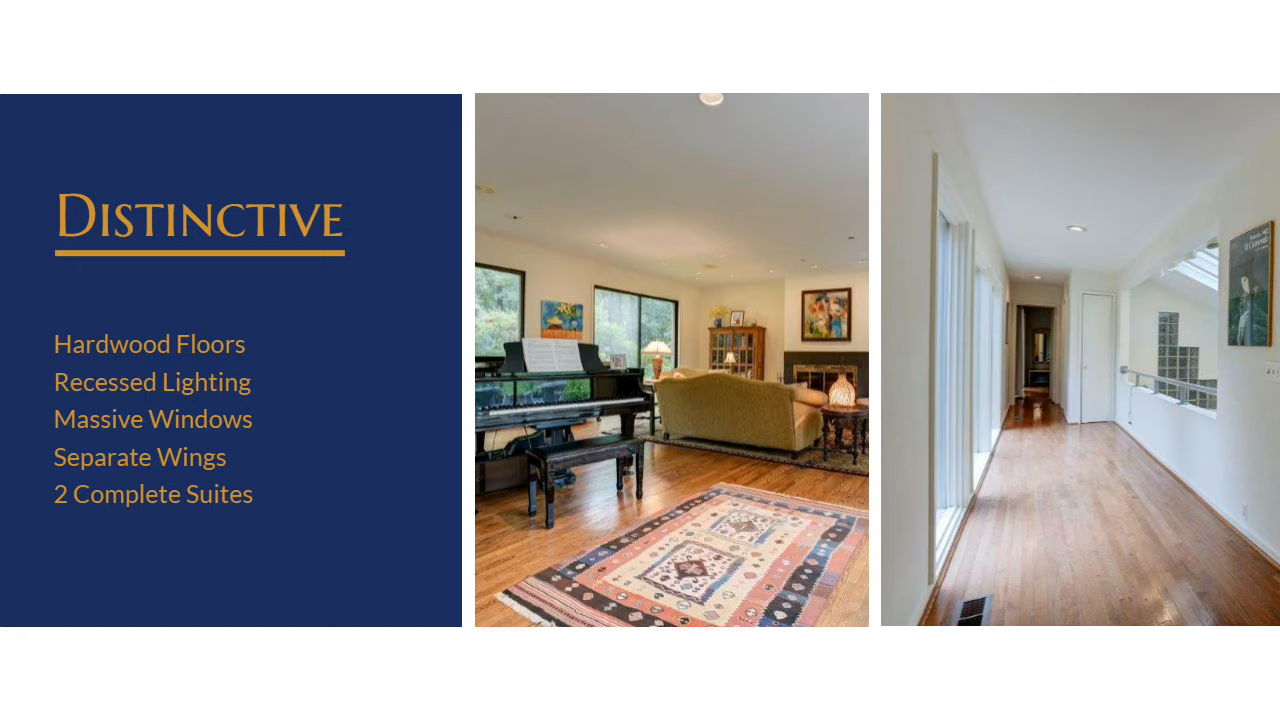 Distinctive
Hardwood Floors
Recessed Lighting
Massive Windows
Separate Wings
2 Complete Suites